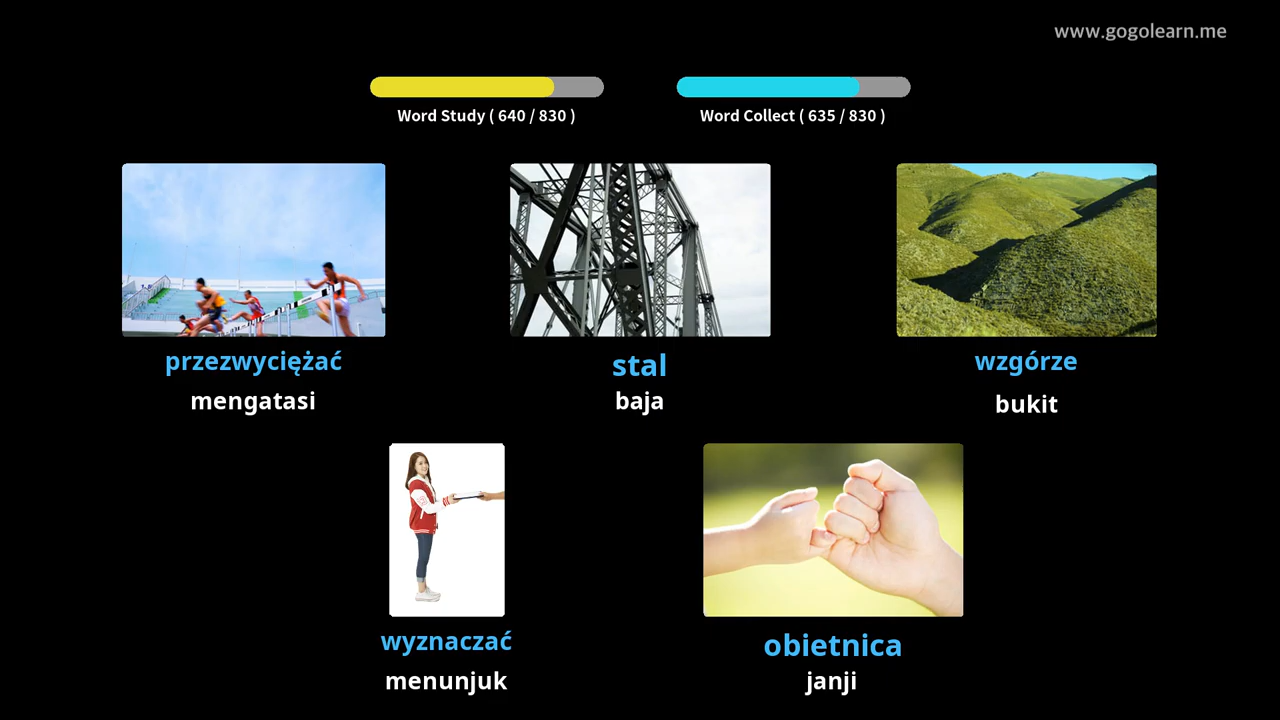 www.gogolearn.me
Word Study ( 640 / 830 )
Word Collect ( 635 / 830 )
przezwyciężać
mengatasi
stal
baja
wzgórze
bukit
wyznaczać
menunjuk
obietnica
janji